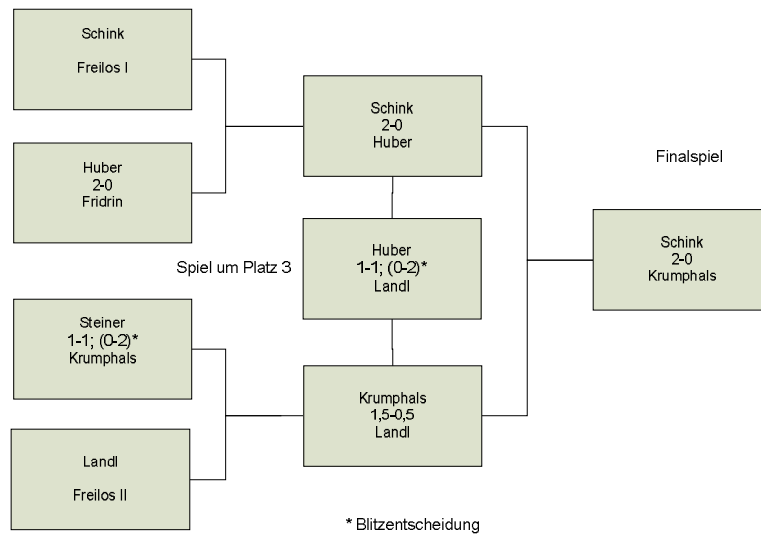 Schink
Freilos I
Huber
2-0
Fridrin
Steiner
1-1; (0-2)*
Krumphals
Landl
Freilos II
Schink
2-0
Huber
Spiel um Platz 3
Huber
1-1; (0-2)*
Landl
Krumphals
1,5-0,5
Landl
Finalspiel
Schink
2-0
Krumphals
* Blitzentscheidung